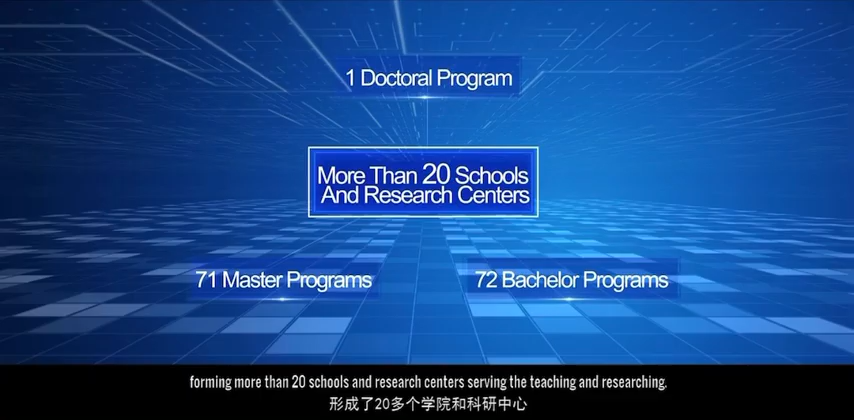 1 Doctoral Program
More Than 20 Schools
And Research Centers
71 Master Programs
72 Bachelor Programs
forming more than 20 schools and research centers serving the teaching and researching.
形成了20多个学院和科研中心